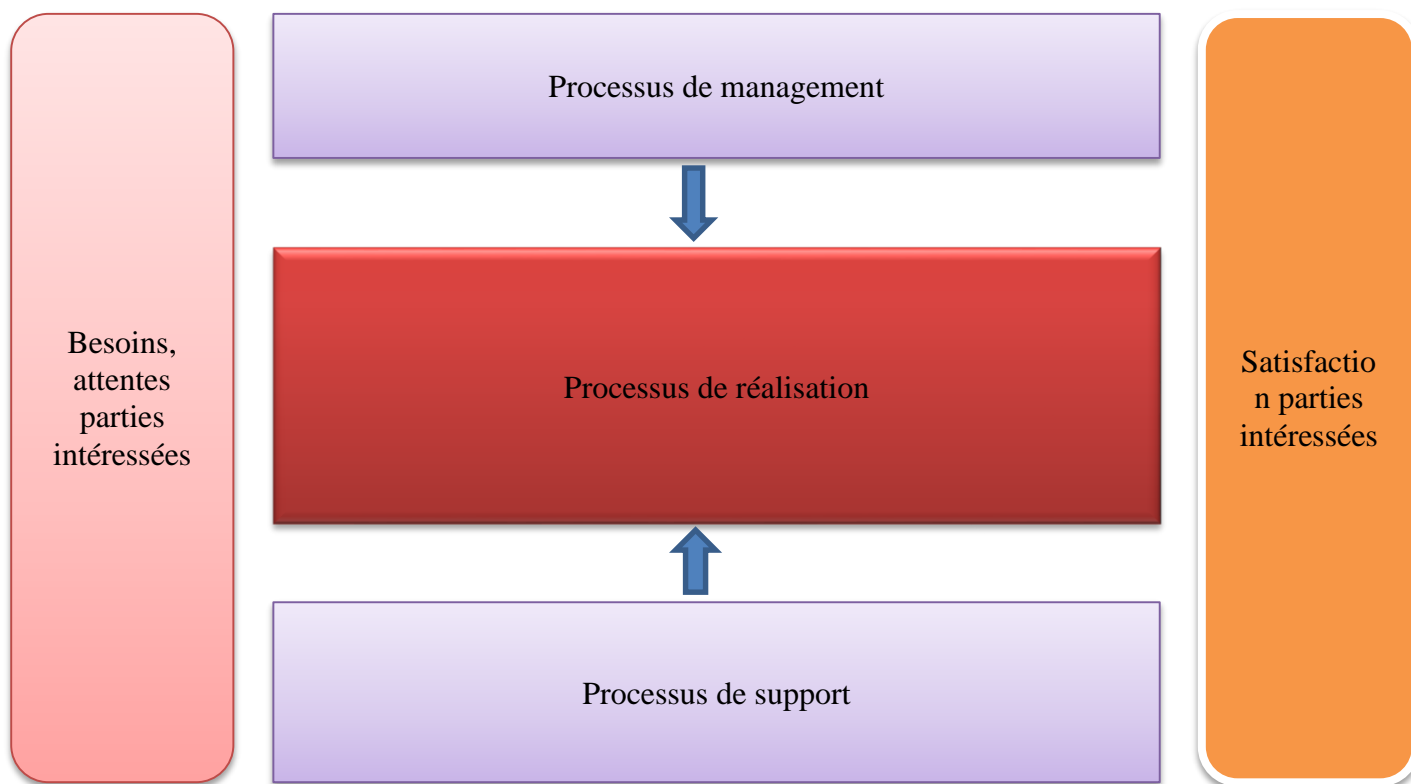 Processus de management
Besoins,
attentes
parties
intéressées
Processus de réalisation
Satisfactio
n parties
intéressées
Processus de support